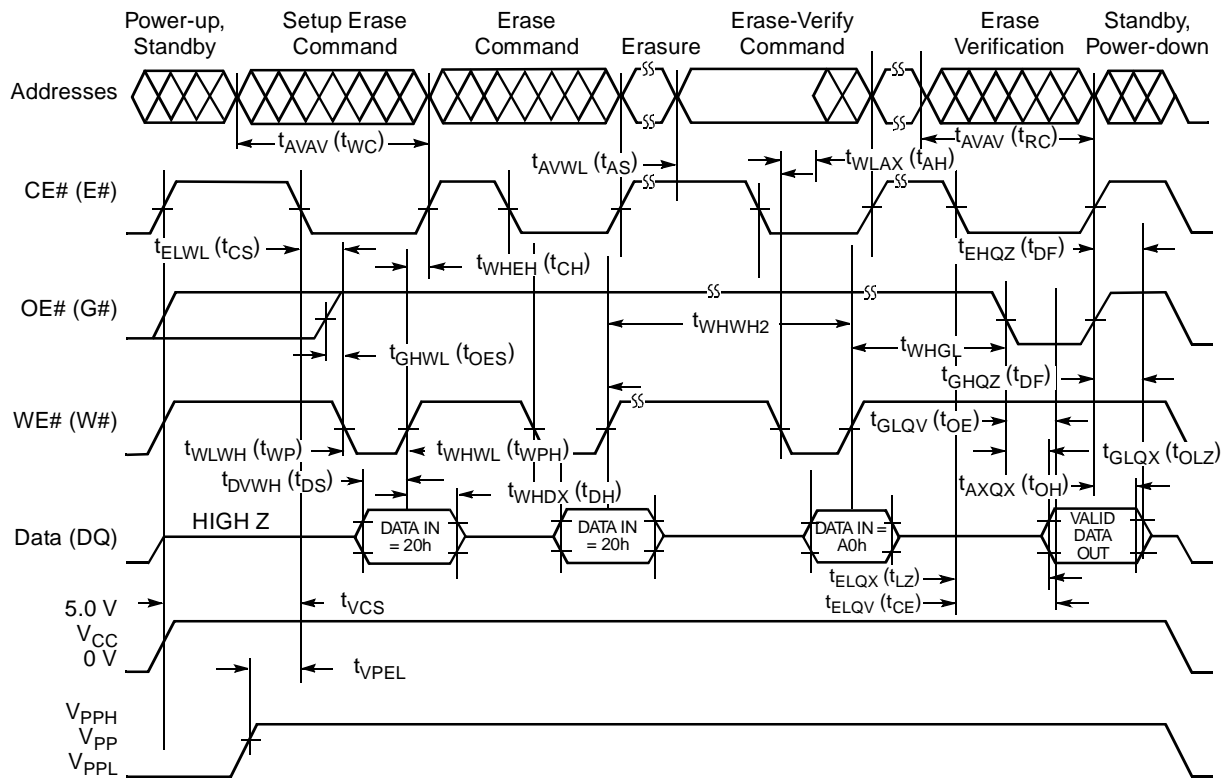 Power-up,
Standby
Setup Erase
Command
Erase
Command
Erasure
Erase-Verify
Command
Erase
Verification
Standby,
Power-down
Addresses
tAVAV (tWC)
tAVWL (tAS)
tWLAX (tAH)
tAVAV (tRC)
CE# (E#)
tELWL (tCS)
tWHEH (tCH)
tEHQZ (tDF)
OE# (G#)
tWHWH2
tWHGL
tGHWL (tOES)
tGHQZ (tDF)
WE# (W#)
tGLQV (tOE)
tWLWH (tWP)
tWHWL (tWPH)
tGLQX (tOLZ)
tDVWH (tDS)
tWHDX (tDH)
tAXQX (tOH)
Data (DQ)
HIGH Z
DATA IN
= 20h
DATA IN
= 20h
DATA IN =
A0h
VALID
DATA
OUT
tELQX (tLZ)
tELQV (tCE)
5.0 V
VCC
0 V
tVCS
tVPEL
VPPH
VPP
VPPL